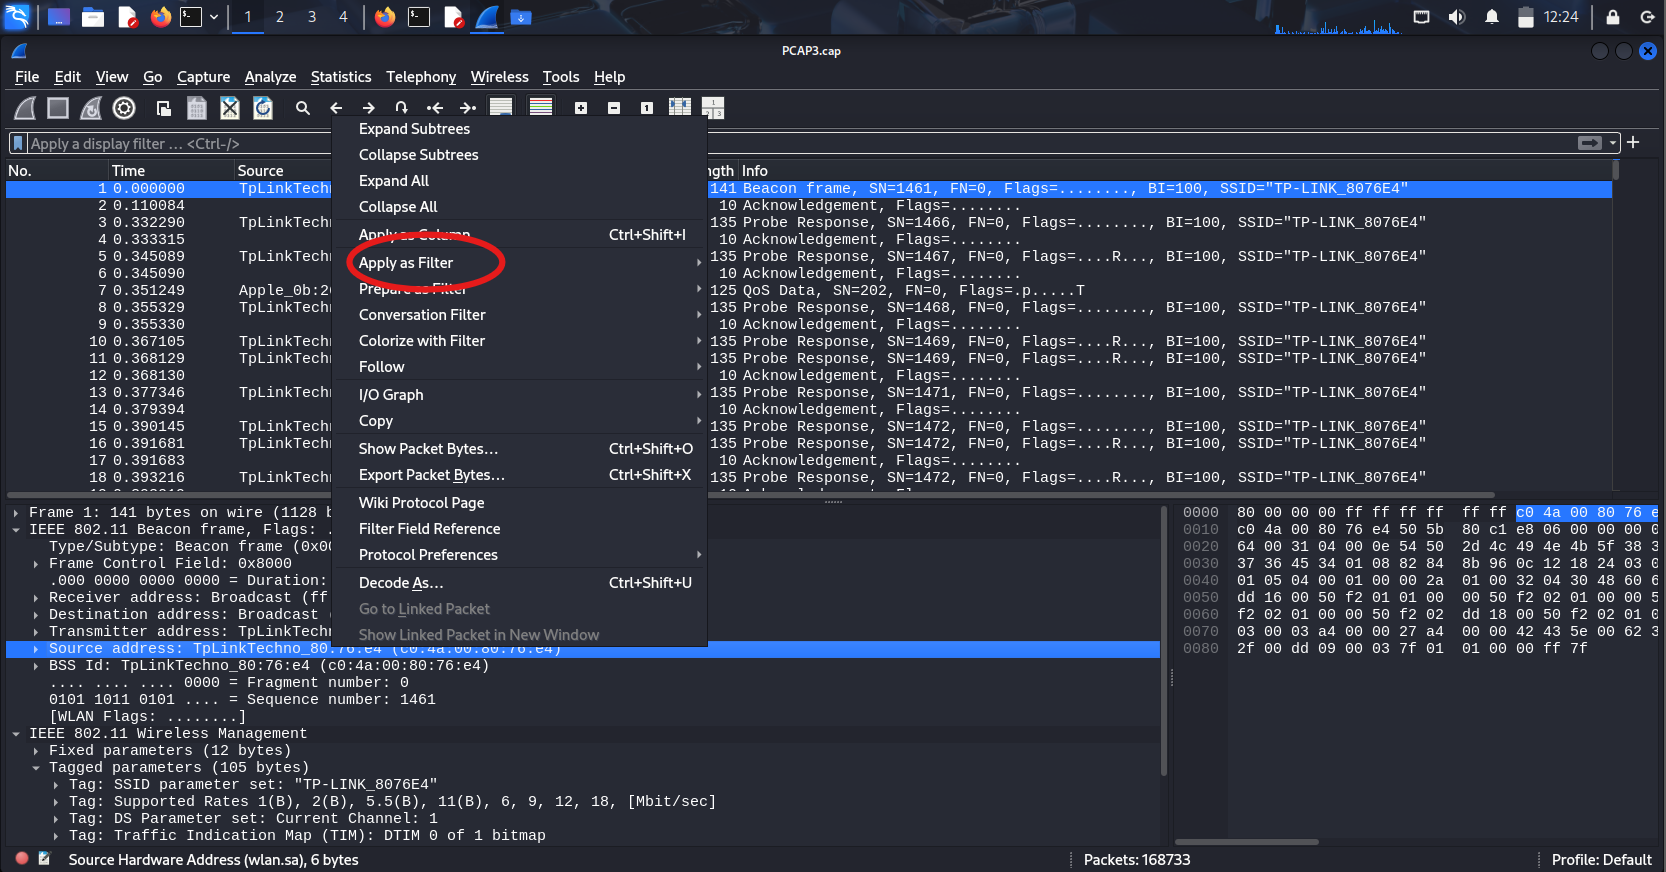 1 2 3 4 12:24
PCAP3.cap
File Edit View Go Capture Analyze Statistics Telephony Wireless Tools Help
Apply a display filter ... <Ctrl-/>
No. Time Source ngth Info
1 0.000000 TpLinkTechn 141 Beacon frame, SN=1461, FN=0, Flags=........, BI=100, SSID="TP-LINK_8076E4"
2 0.110084 10 Acknowledgement, Flags=........
3 0.332290 TpLinkTechn 135 Probe Response, SN=1466, FN=0, Flags=........, BI=100, SSID="TP-LINK_8076E4"
4 0.333315 10 Acknowledgement, Flags=........
5 0.345089 TpLinkTechn 135 Probe Response, SN=1467, FN=0, Flags=....R..., BI=100, SSID="TP-LINK_8076E4"
6 0.345090 10 Acknowledgement, Flags=........
7 0.351249 Apple_0b:2 125 QoS Data, SN=202, FN=0, Flags=.p.....T
8 0.355329 TpLinkTechn 135 Probe Response, SN=1468, FN=0, Flags=........, BI=100, SSID="TP-LINK_8076E4"
9 0.355330 10 Acknowledgement, Flags=........
10 0.367105 TpLinkTechn 135 Probe Response, SN=1469, FN=0, Flags=....R..., BI=100, SSID="TP-LINK_8076E4"
11 0.368129 TpLinkTechn 135 Probe Response, SN=1469, FN=0, Flags=....R..., BI=100, SSID="TP-LINK_8076E4"
12 0.368130 10 Acknowledgement, Flags=........
13 0.377346 TpLinkTechn 135 Probe Response, SN=1471, FN=0, Flags=........, BI=100, SSID="TP-LINK_8076E4"
14 0.379394 10 Acknowledgement, Flags=........
15 0.390145 TpLinkTechn 135 Probe Response, SN=1472, FN=0, Flags=........, BI=100, SSID="TP-LINK_8076E4"
16 0.391681 TpLinkTechn 135 Probe Response, SN=1472, FN=0, Flags=....R..., BI=100, SSID="TP-LINK_8076E4"
17 0.391683 10 Acknowledgement, Flags=........
18 0.393216 TpLinkTechn 135 Probe Response, SN=1472, FN=0, Flags=....R..., BI=100, SSID="TP-LINK_8076E4"
Expand Subtrees
Collapse Subtrees
Expand All
Collapse All
Apply as Column Ctrl+Shift+I
Apply as Filter
Prepare as Filter
Conversation Filter
Colorize with Filter
Follow
I/O Graph
Copy
Show Packet Bytes… Ctrl+Shift+O
Export Packet Bytes… Ctrl+Shift+X
Wiki Protocol Page
Filter Field Reference
Protocol Preferences
Decode As… Ctrl+Shift+U
Go to Linked Packet
Show Linked Packet in New Window
Frame 1: 141 bytes on wire (1128 b
IEEE 802.11 Beacon frame, Flags: .
Type/Subtype: Beacon frame (0x00
Frame Control Field: 0x8000
.000 0000 0000 0000 = Duration:
Receiver address: Broadcast (ff
Destination address: Broadcast (
Transmitter address: TpLinkTechn
Source address: TpLinkTechno_80:76:e4 (c0:4a:00:80:76:e4)
BSS Id: TpLinkTechno_80:76:e4 (c0:4a:00:80:76:e4)
.... .... .... 0000 = Fragment number: 0
0101 1011 0101 .... = Sequence number: 1461
[WLAN Flags: ........]
IEEE 802.11 Wireless Management
Fixed parameters (12 bytes)
Tagged parameters (105 bytes)
Tag: SSID parameter set: "TP-LINK_8076E4"
Tag: Supported Rates 1(B), 2(B), 5.5(B), 11(B), 6, 9, 12, 18, [Mbit/sec]
Tag: DS Parameter set: Current Channel: 1
Tag: Traffic Indication Map (TIM): DTIM 0 of 1 bitmap
0000 80 00 00 00 ff ff ff ff ff ff c0 4a 00 80 76 e
0010 c0 4a 00 80 76 e4 50 5b 80 c1 e8 06 00 00 00 0
0020 64 00 31 04 00 0e 54 50 2d 4c 49 4e 4b 5f 38 3
0030 37 36 45 34 01 08 82 84 8b 96 0c 12 18 24 03 0
0040 01 05 04 00 01 00 00 2a 01 00 32 04 30 48 60 6
0050 dd 16 00 50 f2 01 01 00 00 50 f2 02 01 00 00 5
0060 f2 02 01 00 00 50 f2 02 dd 18 00 50 f2 02 01 0
0070 03 00 03 a4 00 00 27 a4 00 00 42 43 5e 00 62 3
0080 2f 00 dd 09 00 03 7f 01 01 00 00 ff 7f
Source Hardware Address (wlan.sa), 6 bytes Packets: 168733 Profile: Default